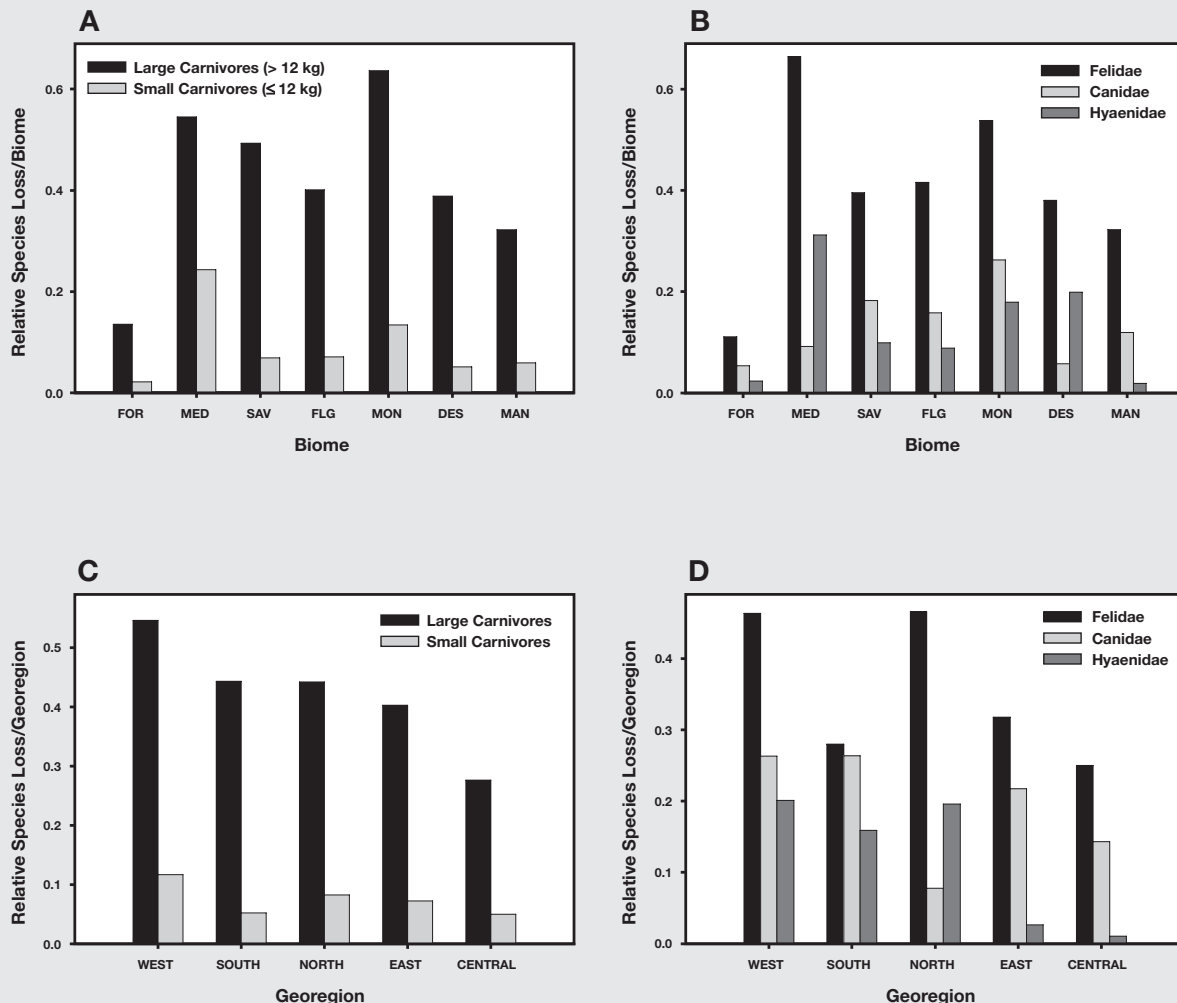 A
Large Carnivores (> 12 kg)
Small Carnivores (≤ 12 kg)
Relative Species Loss/Biome
0.6
0.4
0.2
0.0
FOR MED SAV FLG MON DES MAN
Biome
B
Felidae
Canidae
Hyaenidae
Relative Species Loss/Biome
0.6
0.4
0.2
0.0
FOR MED SAV FLG MON DES MAN
Biome
C
Large Carnivores
Small Carnivores
Relative Species Loss/Georegion
0.5
0.4
0.3
0.2
0.1
0.0
WEST SOUTH NORTH EAST CENTRAL
Georegion
D
Felidae
Canidae
Hyaenidae
Relative Species Loss/Georegion
0.4
0.3
0.2
0.1
0.0
WEST SOUTH NORTH EAST CENTRAL
Georegion